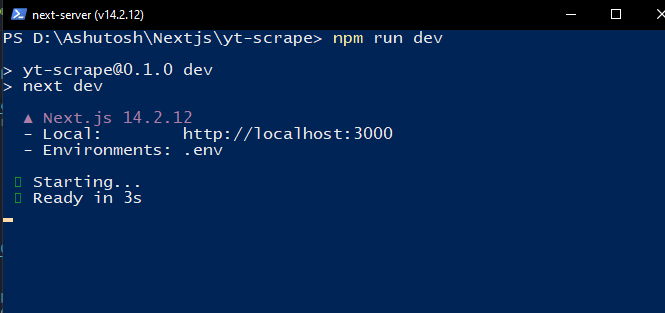 next-server (v14.2.12)
PS D:\Ashutosh\Nextjs\yt-scrape> npm run dev
> yt-scrape@0.1.0 dev
> next dev
▲ Next.js 14.2.12
- Local: http://localhost:3000
- Environments: .env
Starting...
Ready in 3s